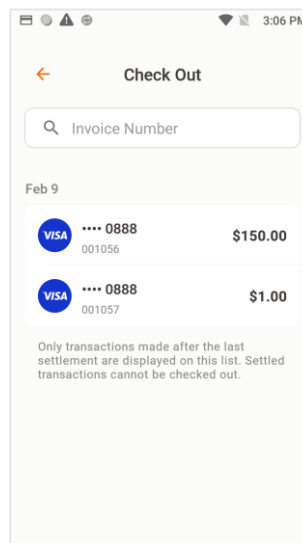 3:06 PM
Check Out
Invoice Number
Feb 9
VISA •••• 0888 $150.00
001056
VISA •••• 0888 $1.00
001057
Only transactions made after the last
settlement are displayed on this list. Settled
transactions cannot be checked out.